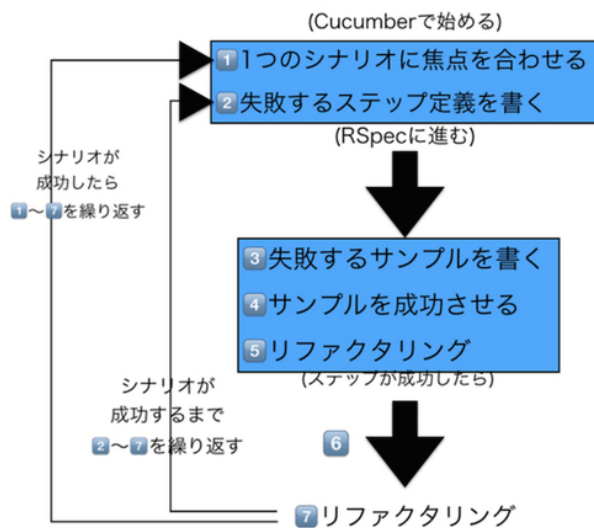 (Cucumberで始める)
1 1つのシナリオに焦点を合わせる
2 失敗するステップ定義を書く
(RSpecに進む)
シナリオが
成功したら
1〜7を繰り返す
3 失敗するサンプルを書く
4 サンプルを成功させる
5 リファクタリング
(ステップが成功したら)
シナリオが
成功するまで
2〜7を繰り返す
6
7 リファクタリング